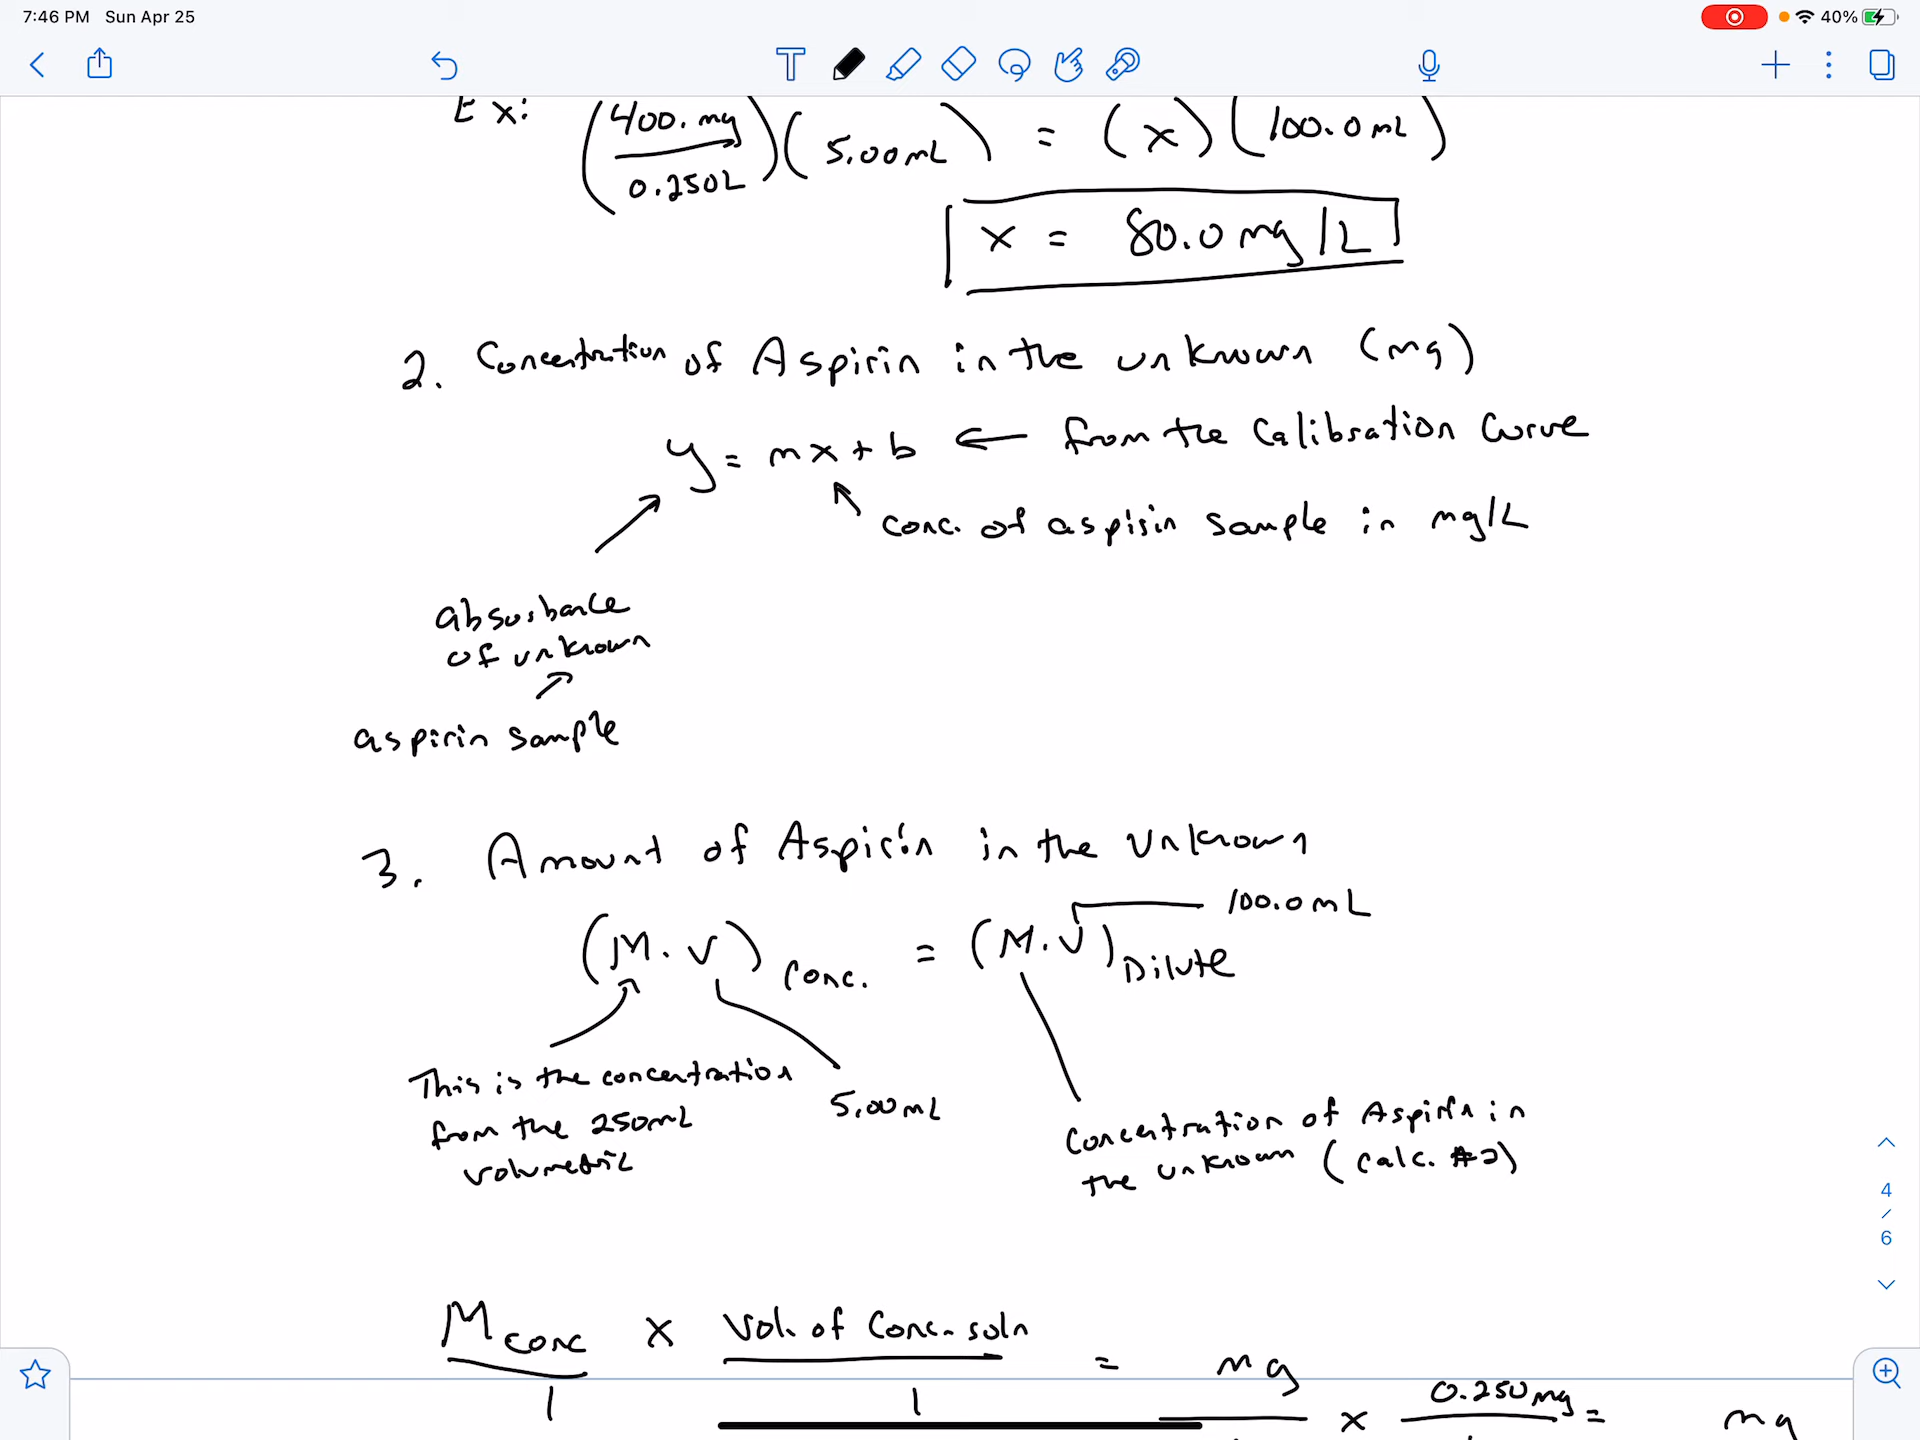 7:46 PM Sun Apr 25
40%
Ex: (400. mg / 0.250L)(5.00mL) = (x)(100.0mL)
x = 80.0 mg/L
2. Concentration of Aspirin in the unknown (mg)
y = mx + b ← from the Calibration Curve
conc. of aspirin sample in mg/L
absorbance
of unknown
aspirin sample
3. Amount of Aspirin in the Unknown
100.0mL
(M.V) Conc. = (M.V) Dilute
This is the concentration
from the 250mL
volumetric
5.00mL
Concentration of Aspirin in
the unknown (calc. #2)
4
/
6
M conc / 1 x Vol. of Conc. soln / 1 = mg x 0.250mg = mg